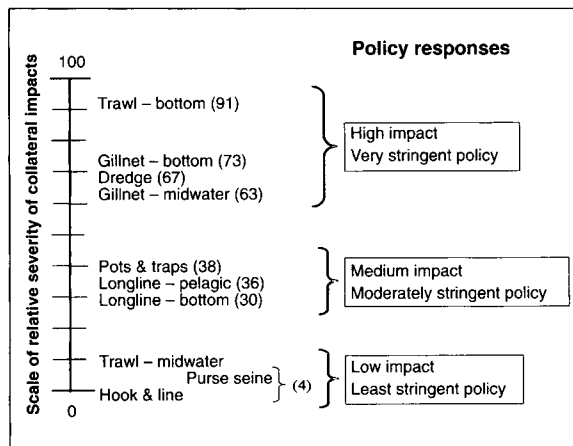 Policy responses
Scale of relative severity of collateral impacts
100
Trawl – bottom (91)
Gillnet – bottom (73)
Dredge (67)
Gillnet – midwater (63)
High impact
Very stringent policy
Pots & traps (38)
Longline – pelagic (36)
Longline – bottom (30)
Medium impact
Moderately stringent policy
Trawl – midwater
Purse seine
Hook & line
(4)
0
Low impact
Least stringent policy